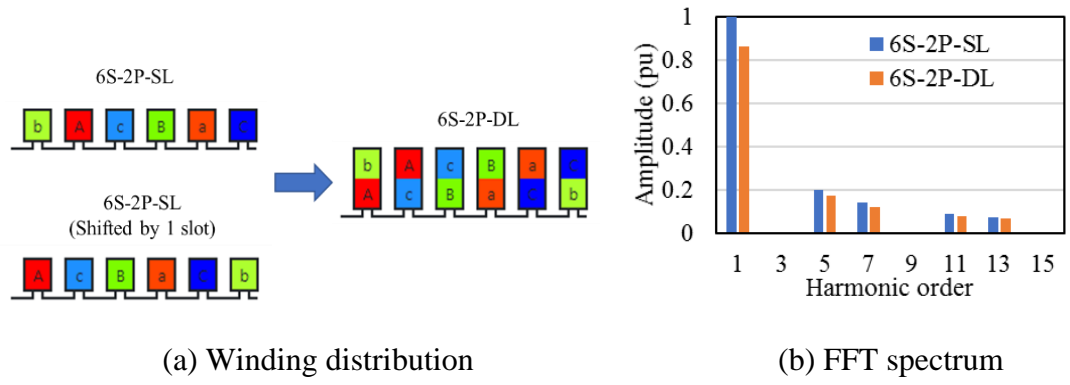 6S-2P-SL
b A c B a C
6S-2P-SL
(Shifted by 1 slot)
A c B a C b
6S-2P-DL
b A c B a C
A c B a C b
(a) Winding distribution
Amplitude (pu)
1
0.8
0.6
0.4
0.2
0
6S-2P-SL
6S-2P-DL
1 3 5 7 9 11 13 15
Harmonic order
(b) FFT spectrum